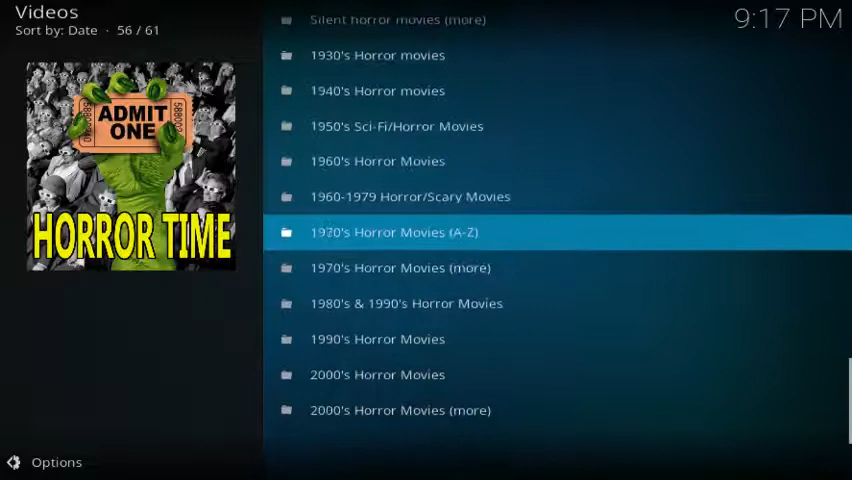 Videos
Sort by: Date · 56 / 61
9:17 PM
ADMIT
ONE
HORROR TIME
Silent horror movies (more)
1930's Horror movies
1940's Horror movies
1950's Sci-Fi/Horror Movies
1960's Horror Movies
1960-1979 Horror/Scary Movies
1970's Horror Movies (A-Z)
1970's Horror Movies (more)
1980's & 1990's Horror Movies
1990's Horror Movies
2000's Horror Movies
2000's Horror Movies (more)
Options